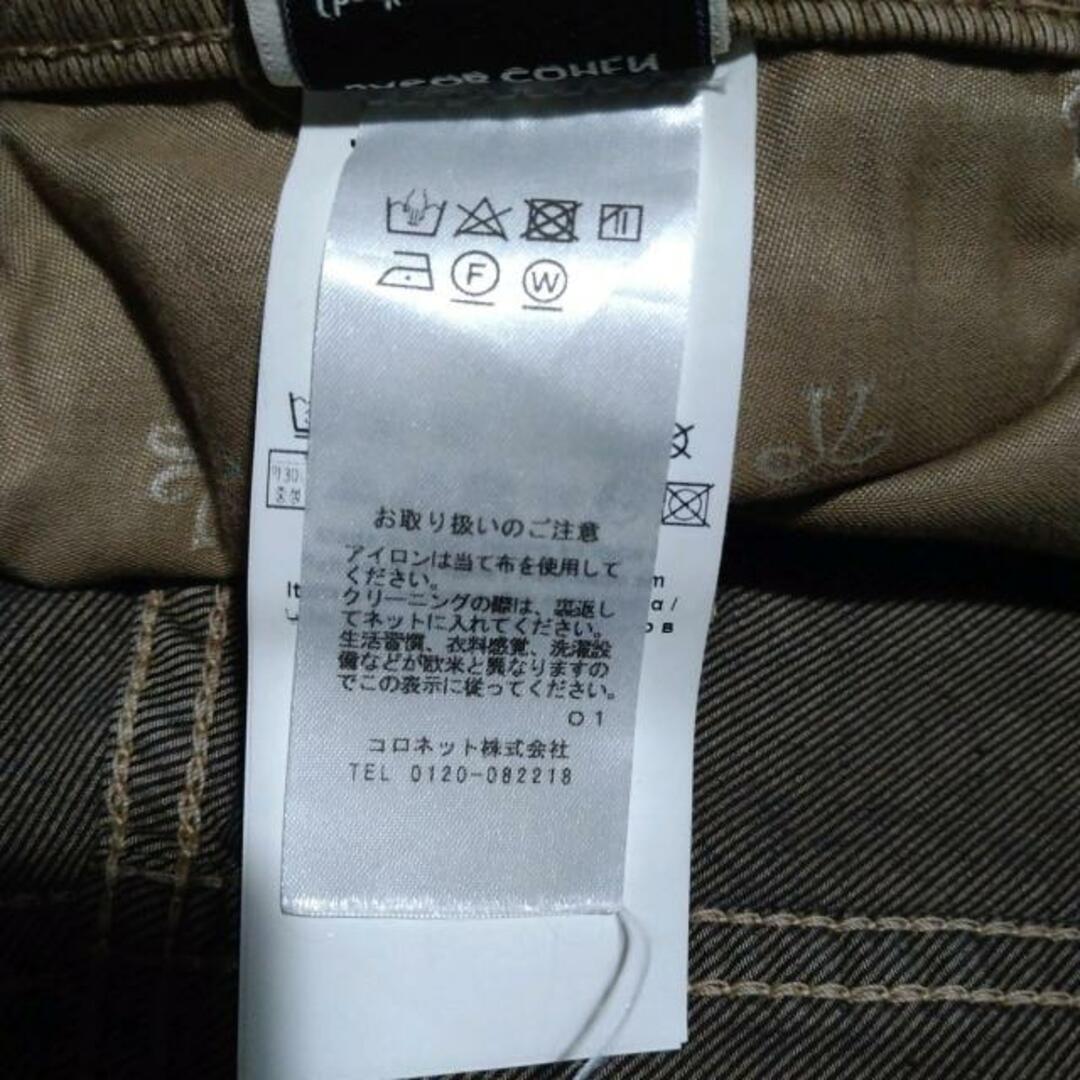 JACOB COHEN
F
W
お取り扱いのご注意
アイロンは当て布を使用して
ください。
クリーニングの際は、裏返し
てネットに入れてください。
生活習慣、衣料感覚、洗濯設
備などが欧米と異なりますの
でこの表示に従ってください。
01
コロネット株式会社
TEL 0120-082218
It
m
a/
OB